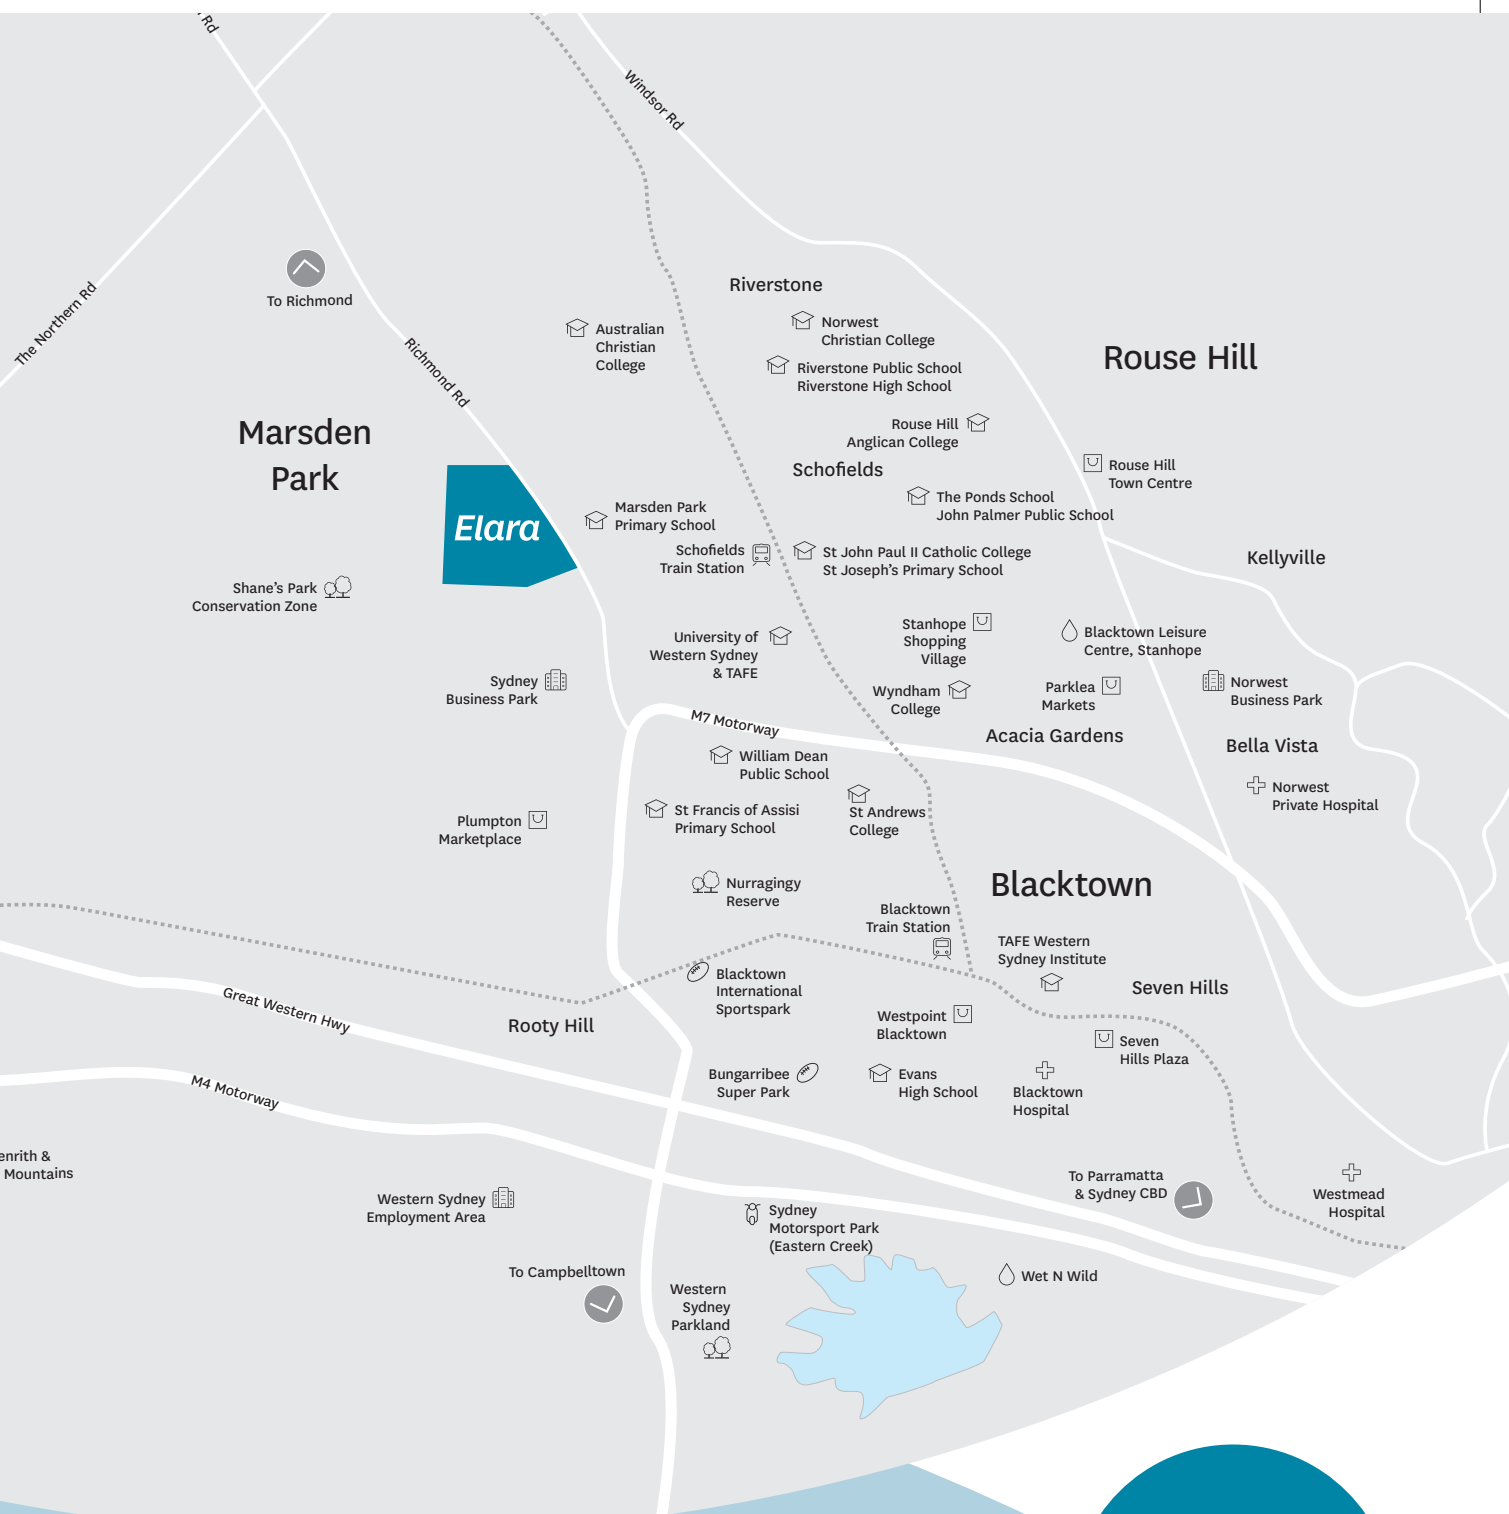 Rd
Windsor Rd
The Northern Rd
To Richmond
Richmond Rd
Riverstone
Australian
Christian
College
Norwest
Christian College
Riverstone Public School
Riverstone High School
Rouse Hill
Marsden
Park
Rouse Hill
Anglican College
Schofields
Rouse Hill
Town Centre
Elara
Marsden Park
Primary School
The Ponds School
John Palmer Public School
Schofields
Train Station
St John Paul II Catholic College
St Joseph's Primary School
Kellyville
Shane's Park
Conservation Zone
University of
Western Sydney
& TAFE
Stanhope
Shopping
Village
Blacktown Leisure
Centre, Stanhope
Sydney
Business Park
Wyndham
College
Parklea
Markets
Norwest
Business Park
M7 Motorway
Acacia Gardens
Bella Vista
William Dean
Public School
Norwest
Private Hospital
Plumpton
Marketplace
St Francis of Assisi
Primary School
St Andrews
College
Nurragingy
Reserve
Blacktown
Blacktown
Train Station
TAFE Western
Sydney Institute
Blacktown
International
Sportspark
Seven Hills
Great Western Hwy
Rooty Hill
Westpoint
Blacktown
Seven
Hills Plaza
M4 Motorway
Bungarribee
Super Park
Evans
High School
Blacktown
Hospital
enrith &
Mountains
Western Sydney
Employment Area
To Parramatta
& Sydney CBD
Westmead
Hospital
Sydney
Motorsport Park
(Eastern Creek)
To Campbelltown
Western
Sydney
Parkland
Wet N Wild